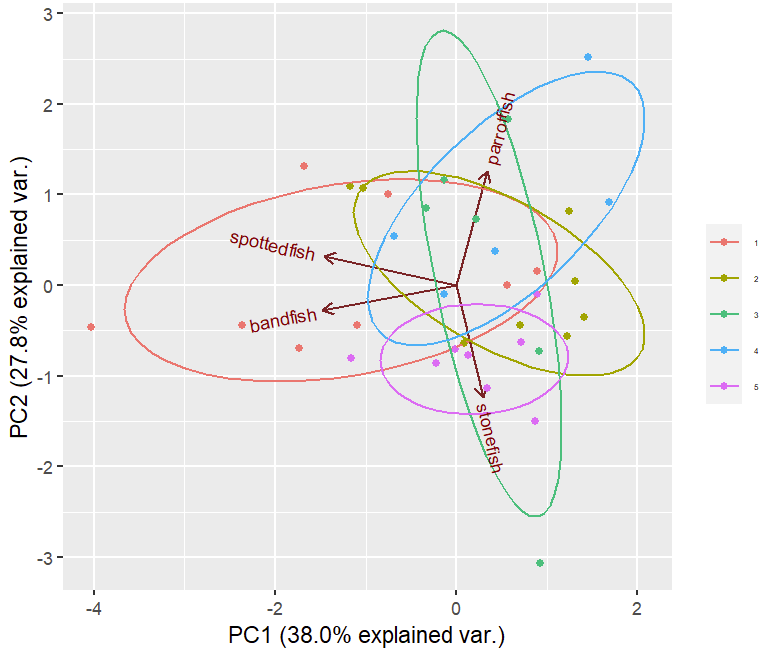 3
2
1
0
-1
-2
-3
PC2 (27.8% explained var.)
parrotfish
spottedfish
bandfish
stonefish
-4
-2
0
2
PC1 (38.0% explained var.)
1
2
3
4
5